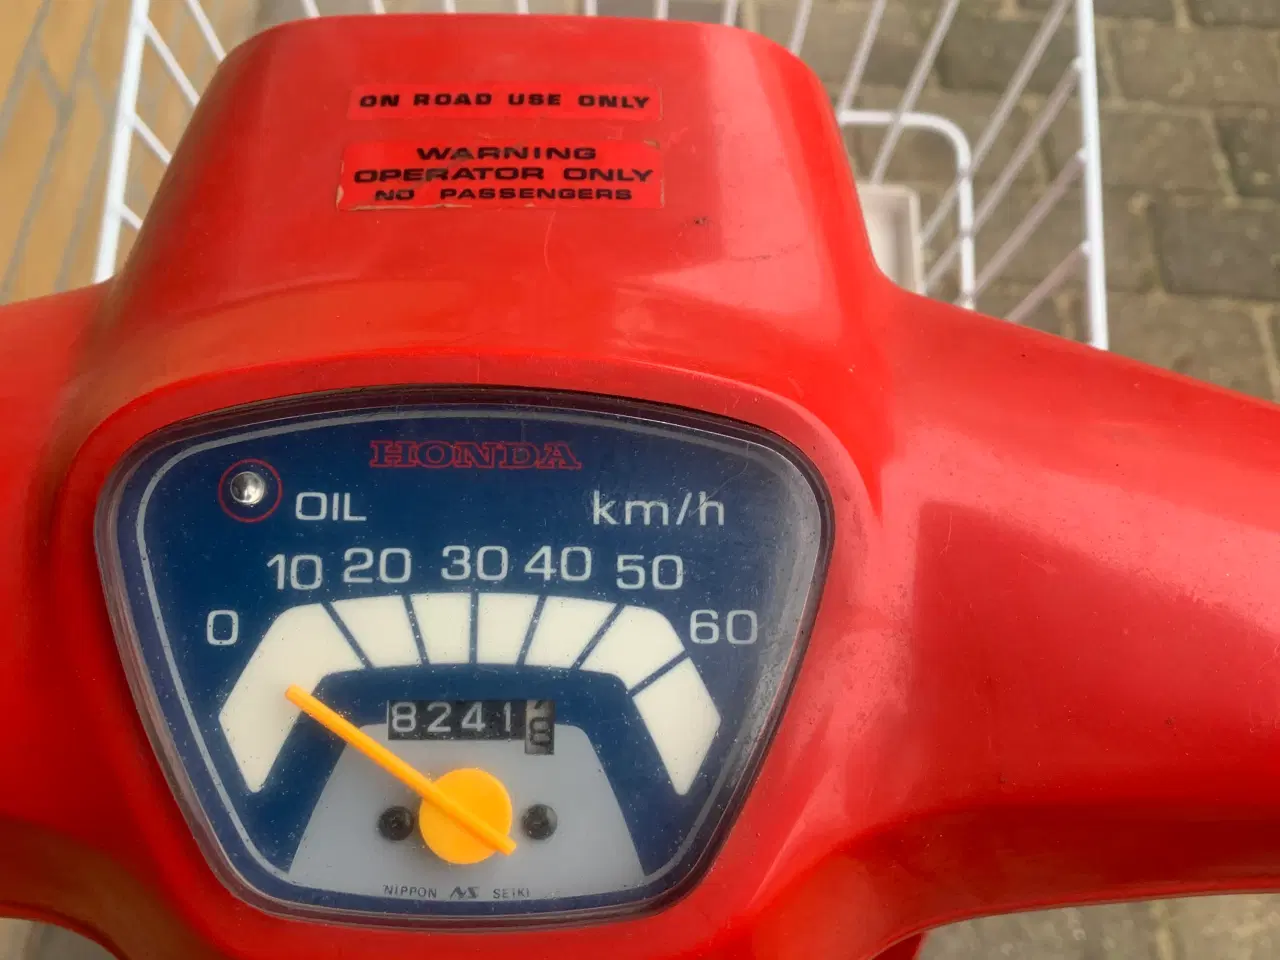 ON ROAD USE ONLY
WARNING
OPERATOR ONLY
NO PASSENGERS
HONDA
OIL
km/h
0 10 20 30 40 50 60
8241
NIPPON NS SEIKI